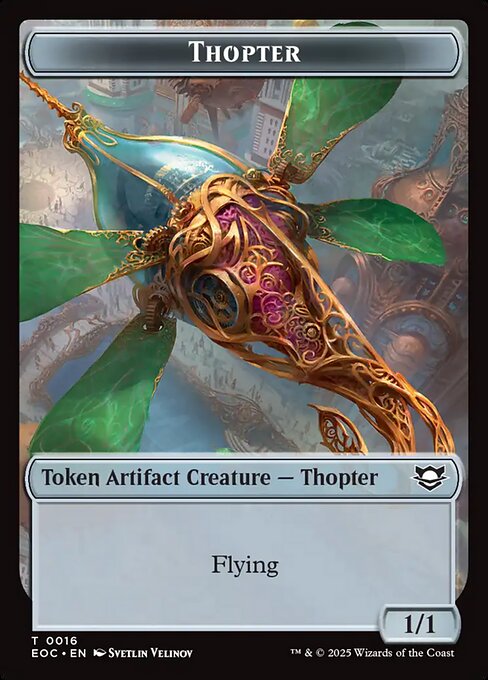 Thopter
Token Artifact Creature — Thopter
Flying
1/1
T 0016
EOC • EN Svetlin Velinov
™ & © 2025 Wizards of the Coast